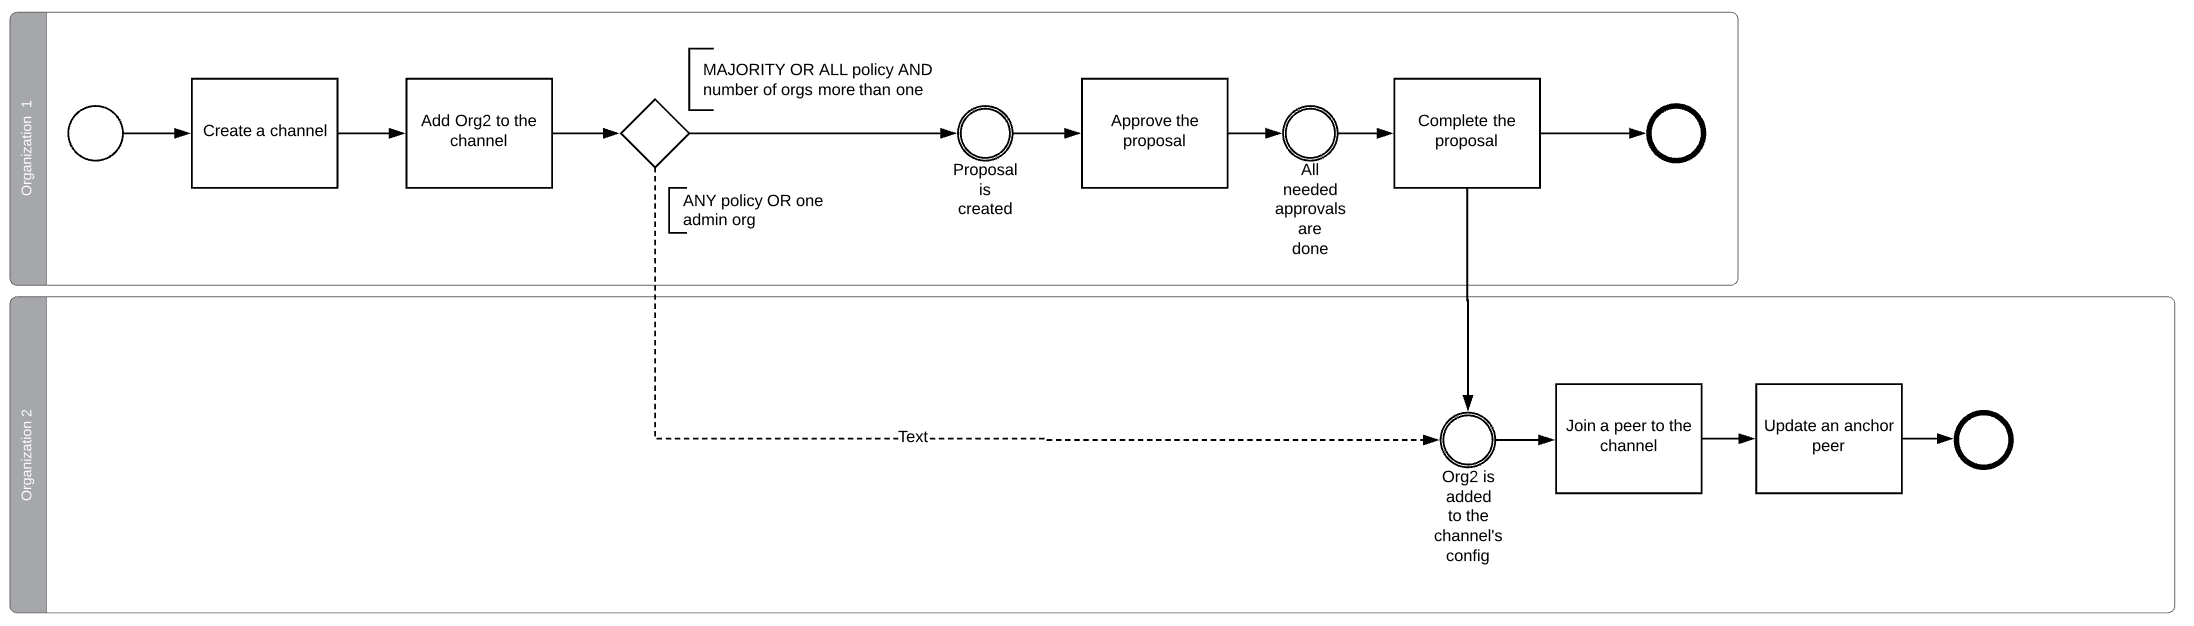 Organization 1
Create a channel
Add Org2 to the
channel
MAJORITY OR ALL policy AND
number of orgs more than one
ANY policy OR one
admin org
Proposal
is
created
Approve the
proposal
All
needed
approvals
are
done
Complete the
proposal
Organization 2
Text
Org2 is
added
to the
channel's
config
Join a peer to the
channel
Update an anchor
peer